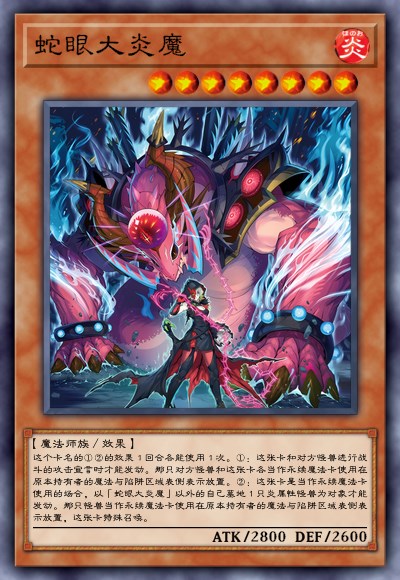 蛇眼大炎魔
ほのお
炎
【魔法师族／效果】
这个卡名的①②的效果1回合各能使用1次。①：这张卡和对方怪兽进行战
斗的攻击宣言时才能发动。那只对方怪兽和这张卡各当作永续魔法卡使用在
原本持有者的魔法与陷阱区域表侧表示放置。②：这张卡是当作永续魔法卡
使用的场合，以「蛇眼大炎魔」以外的自己墓地1只炎属性怪兽为对象才能
发动。那只怪兽当作永续魔法卡使用在原本持有者的魔法与陷阱区域表侧表
示放置，这张卡特殊召唤。
ATK/2800 DEF/2600